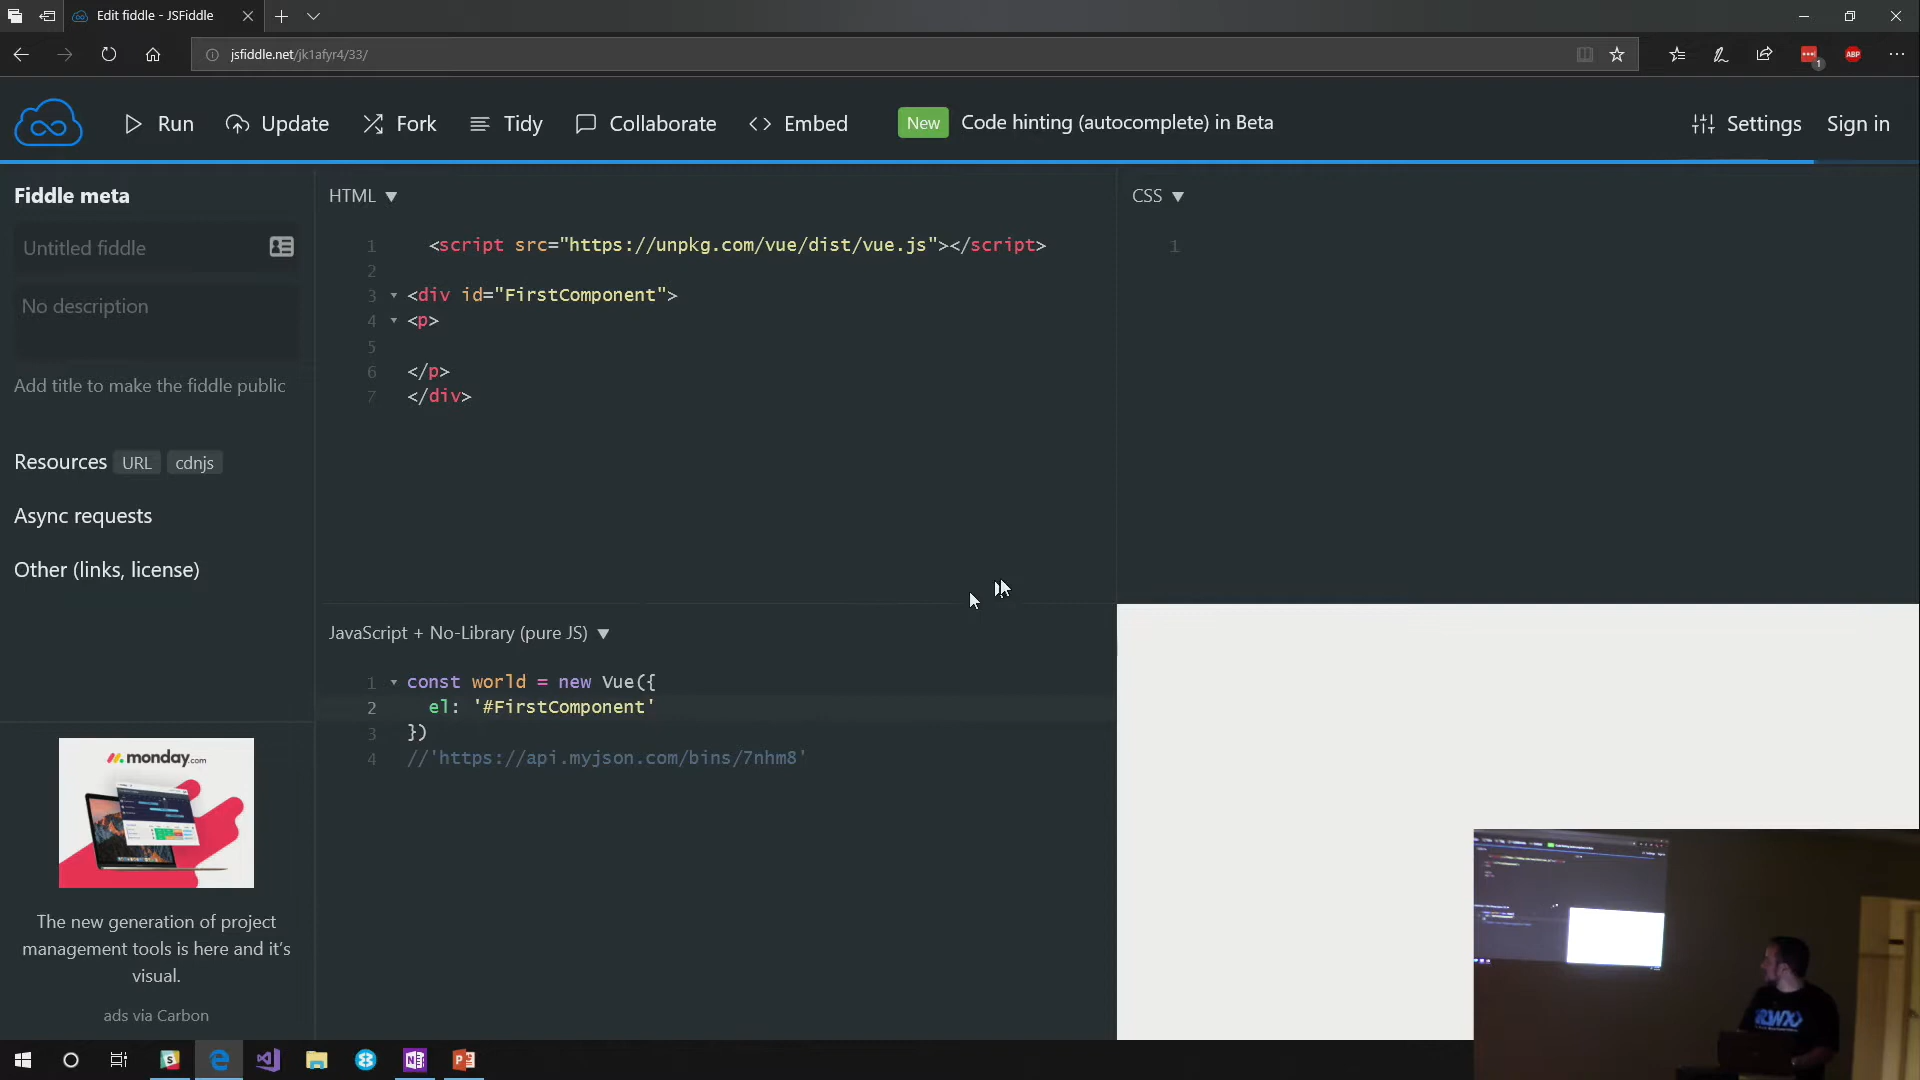 Edit fiddle - JSFiddle
jsfiddle.net/jk1afyr4/33/
1
ABP
Run
Update
Fork
Tidy
Collaborate
Embed
New
Code hinting (autocomplete) in Beta
Settings
Sign in
Fiddle meta
Untitled fiddle
No description
Add title to make the fiddle public
Resources URL cdnjs
Async requests
Other (links, license)
monday.com
The new generation of project
management tools is here and it's
visual.
ads via Carbon
HTML ▼
1 <script src="https://unpkg.com/vue/dist/vue.js"></script>
2
3 <div id="FirstComponent">
4 <p>
5
6 </p>
7 </div>
CSS ▼
1
JavaScript + No-Library (pure JS) ▼
1 const world = new Vue({
2 el: '#FirstComponent'
3 })
4 //'https://api.myjson.com/bins/7nhm8'